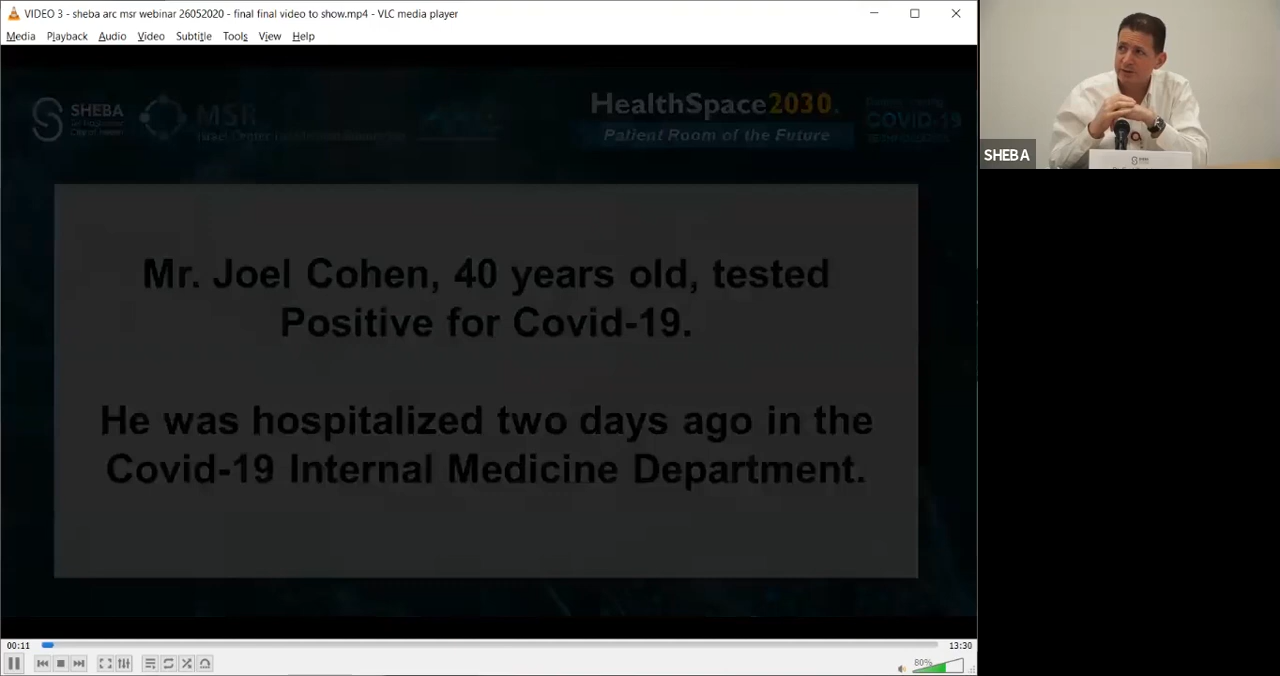 VIDEO 3 - sheba arc msr webinar 26052020 - final final video to show.mp4 - VLC media player
Media Playback Audio Video Subtitle Tools View Help
SHEBA
MSR
HealthSpace2030.
Patient Room of the Future
COVID-19
SHEBA
Mr. Joel Cohen, 40 years old, tested
Positive for Covid-19.
He was hospitalized two days ago in the
Covid-19 Internal Medicine Department.
00:11
13:30
80%